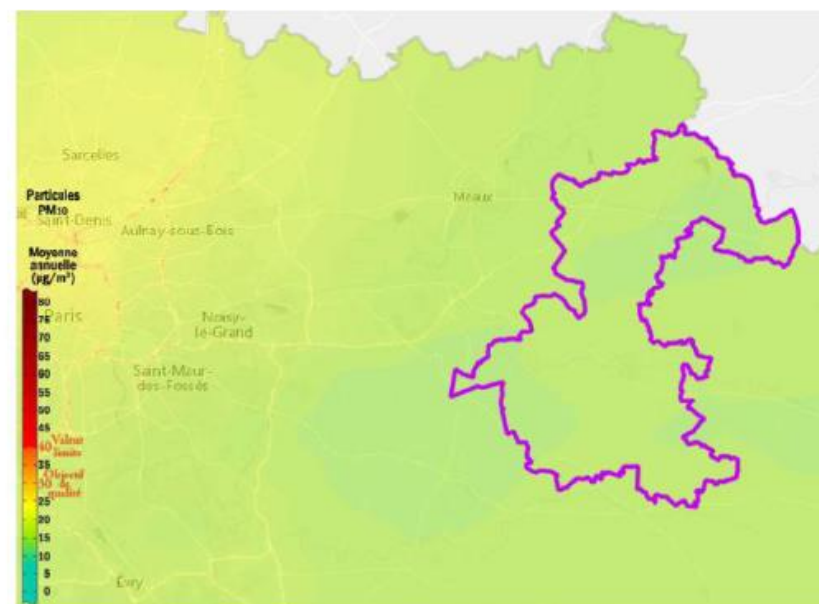 Sarcelles
Particules
PM10
Saint-Denis
Meaux
Aulnay-sous-Bois
Moyenne
annuelle
(µg/m³)
80
75
Paris
70
Noisy-
le-Grand
65
60
Saint-Maur-
des-Fossés
55
50
45
40 Valeur
limite
35
30 Objectif
de
qualité
25
20
15
10
5
0
Évry